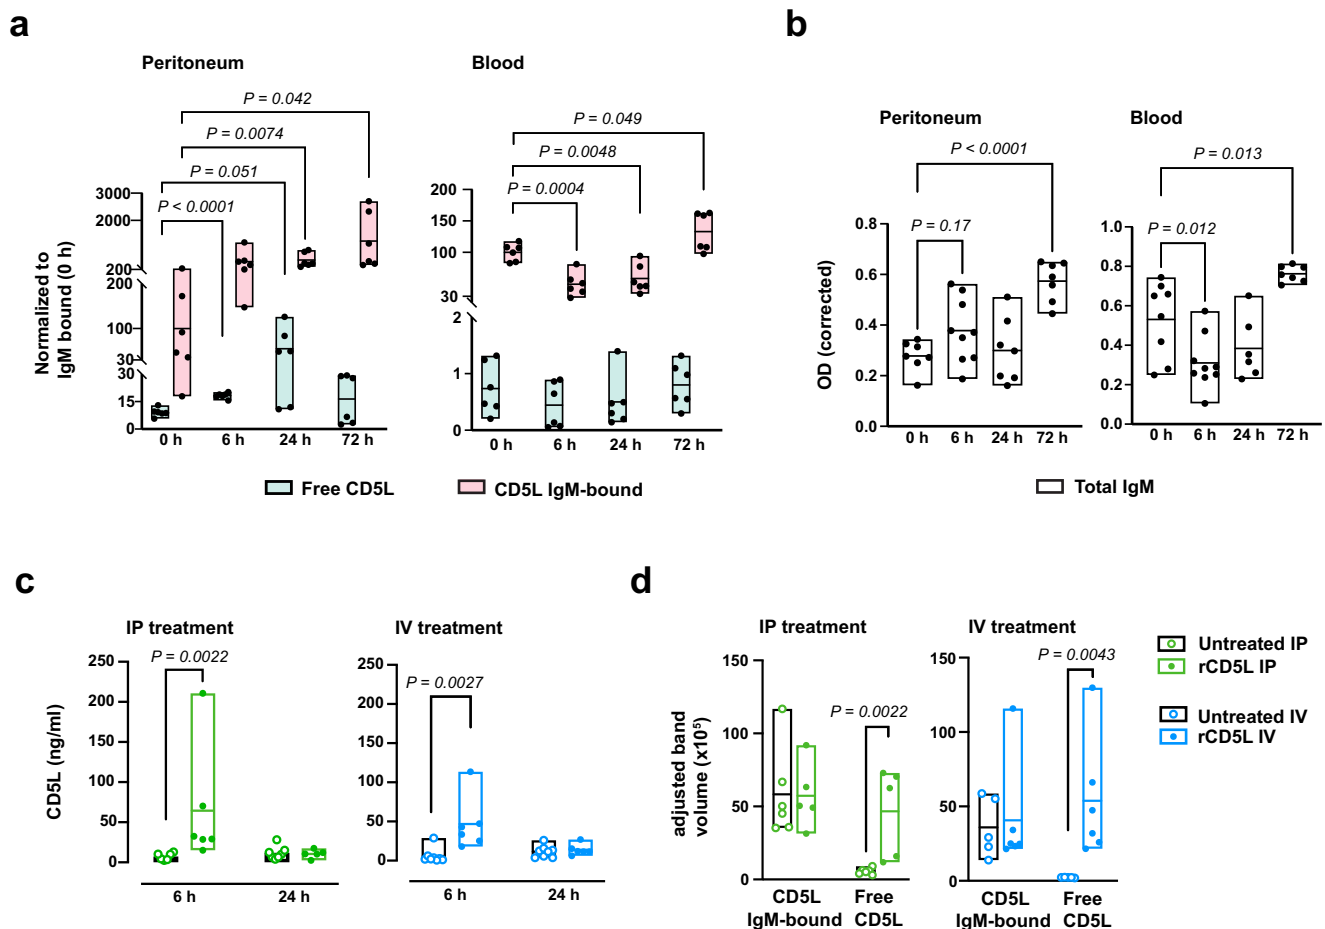 a
Peritoneum
Blood
P = 0.042
P = 0.0074
P = 0.051
P < 0.0001
P = 0.049
P = 0.0048
P = 0.0004
Normalized to
IgM bound (0 h)
3000
2000
200
200
100
30
30
15
0
0 h
6 h
24 h
72 h
200
150
100
30
2
1
0
0 h
6 h
24 h
72 h
Free CD5L
CD5L IgM-bound
b
Peritoneum
Blood
P < 0.0001
P = 0.17
P = 0.013
P = 0.012
OD (corrected)
0.8
0.6
0.4
0.2
0.0
0 h
6 h
24 h
72 h
1.0
0.8
0.6
0.4
0.2
0.0
0 h
6 h
24 h
72 h
Total IgM
c
IP treatment
IV treatment
P = 0.0022
P = 0.0027
CD5L (ng/ml)
250
200
150
100
50
0
6 h
24 h
250
200
150
100
50
0
6 h
24 h
d
IP treatment
IV treatment
P = 0.0022
P = 0.0043
adjusted band
volume (x10⁵)
150
100
50
0
CD5L
IgM-bound
Free
CD5L
150
100
50
0
CD5L
IgM-bound
Free
CD5L
Untreated IP
rCD5L IP
Untreated IV
rCD5L IV